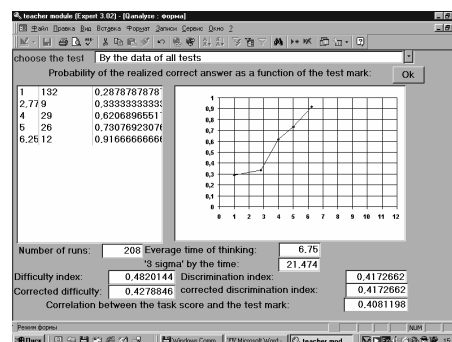 teacher module (Expert 3.02) - [Qanalyse : форма]
Файл Правка Вид Вставка Формат Записи Сервис Окно ?
choose the test By the data of all tests
Probability of the realized correct answer as a function of the test mark: Ok
1 132 0,2878787878
2,77 9 0,3333333333
4 29 0,6206896551
5 26 0,7307692307
6,25 12 0,9166666666
1
0,9
0,8
0,7
0,6
0,5
0,4
0,3
0,2
0,1
0
0 1 2 3 4 5 6 7 8 9 10 11 12
Number of runs: 208 Everage time of thinking: 6,75
'3 sigma' by the time: 21,474
Difficulty index: 0,4820144 Discrimination index: 0,4172662
Corrected difficulty: 0,4278846 corrected discrimination index: 0,4172662
Correlation between the task score and the test mark: 0,4081198
Режим формы NUM
Пуск Windows Comm Microsoft Word - teacher mod 15